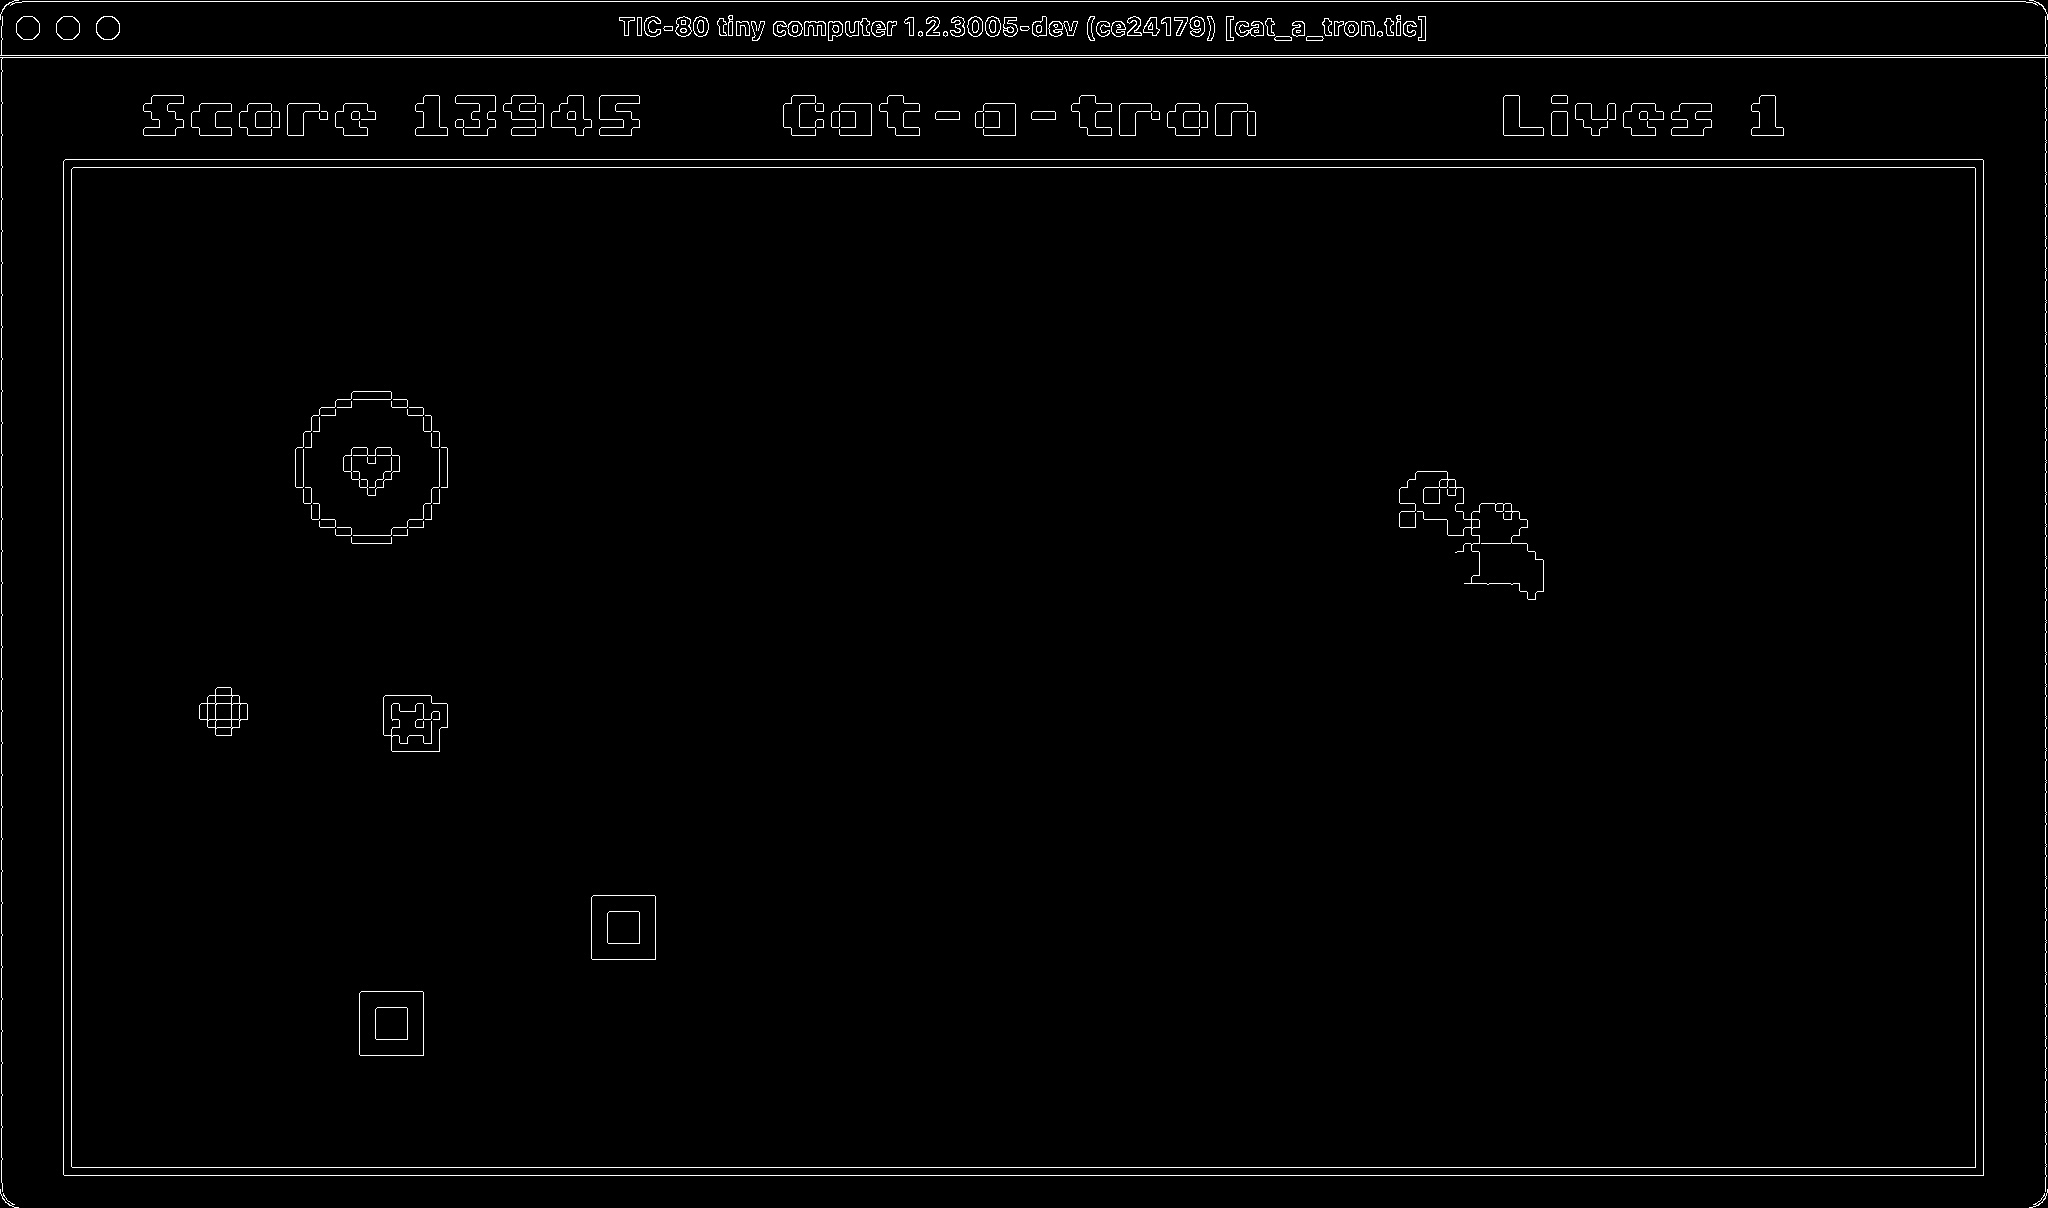 TIC-80 tiny computer 1.2.3005-dev (ce24179) [cat_a_tron.tic]
Score 13945 Cat-a-tron Lives 1